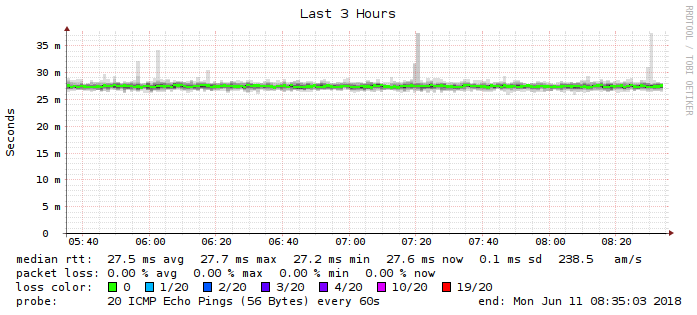 Last 3 Hours
RRDTOOL / TOBI OETIKER
Seconds
35 m
30 m
25 m
20 m
15 m
10 m
5 m
0
05:40 06:00 06:20 06:40 07:00 07:20 07:40 08:00 08:20
median rtt: 27.5 ms avg 27.7 ms max 27.2 ms min 27.6 ms now 0.1 ms sd 238.5 am/s
packet loss: 0.00 % avg 0.00 % max 0.00 % min 0.00 % now
loss color: 0 1/20 2/20 3/20 4/20 10/20 19/20
probe: 20 ICMP Echo Pings (56 Bytes) every 60s end: Mon Jun 11 08:35:03 2018